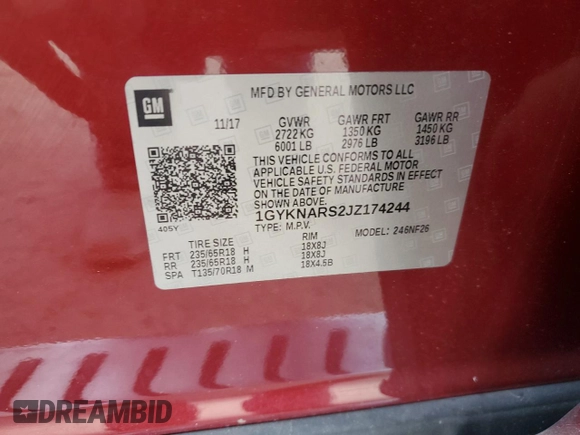 GM
MFD BY GENERAL MOTORS LLC
11/17 GVWR GAWR FRT GAWR RR
2722 KG 1350 KG 1450 KG
6001 LB 2976 LB 3196 LB
THIS VEHICLE CONFORMS TO ALL
APPLICABLE U.S. FEDERAL MOTOR
VEHICLE SAFETY STANDARDS IN EFFECT
ON THE DATE OF MANUFACTURE
SHOWN ABOVE.
1GYKNARS2JZ174244
405Y TYPE: M.P.V. MODEL: 246NF26
TIRE SIZE RIM
FRT 235/65R18 H 18X8J
RR 235/65R18 H 18X8J
SPA T135/70R18 M 18X4.5B
DREAMBID